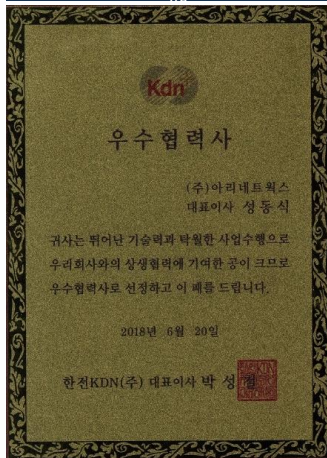 Kdn
우수협력사
(주)아리네트웍스
대표이사 성동식
귀사는 뛰어난 기술력과 탁월한 사업수행으로
우리회사와의 상생협력에 기여한 공이 크므로
우수협력사로 선정하고 이 패를 드립니다.
2018년 6월 20일
한전KDN(주) 대표이사 박성철